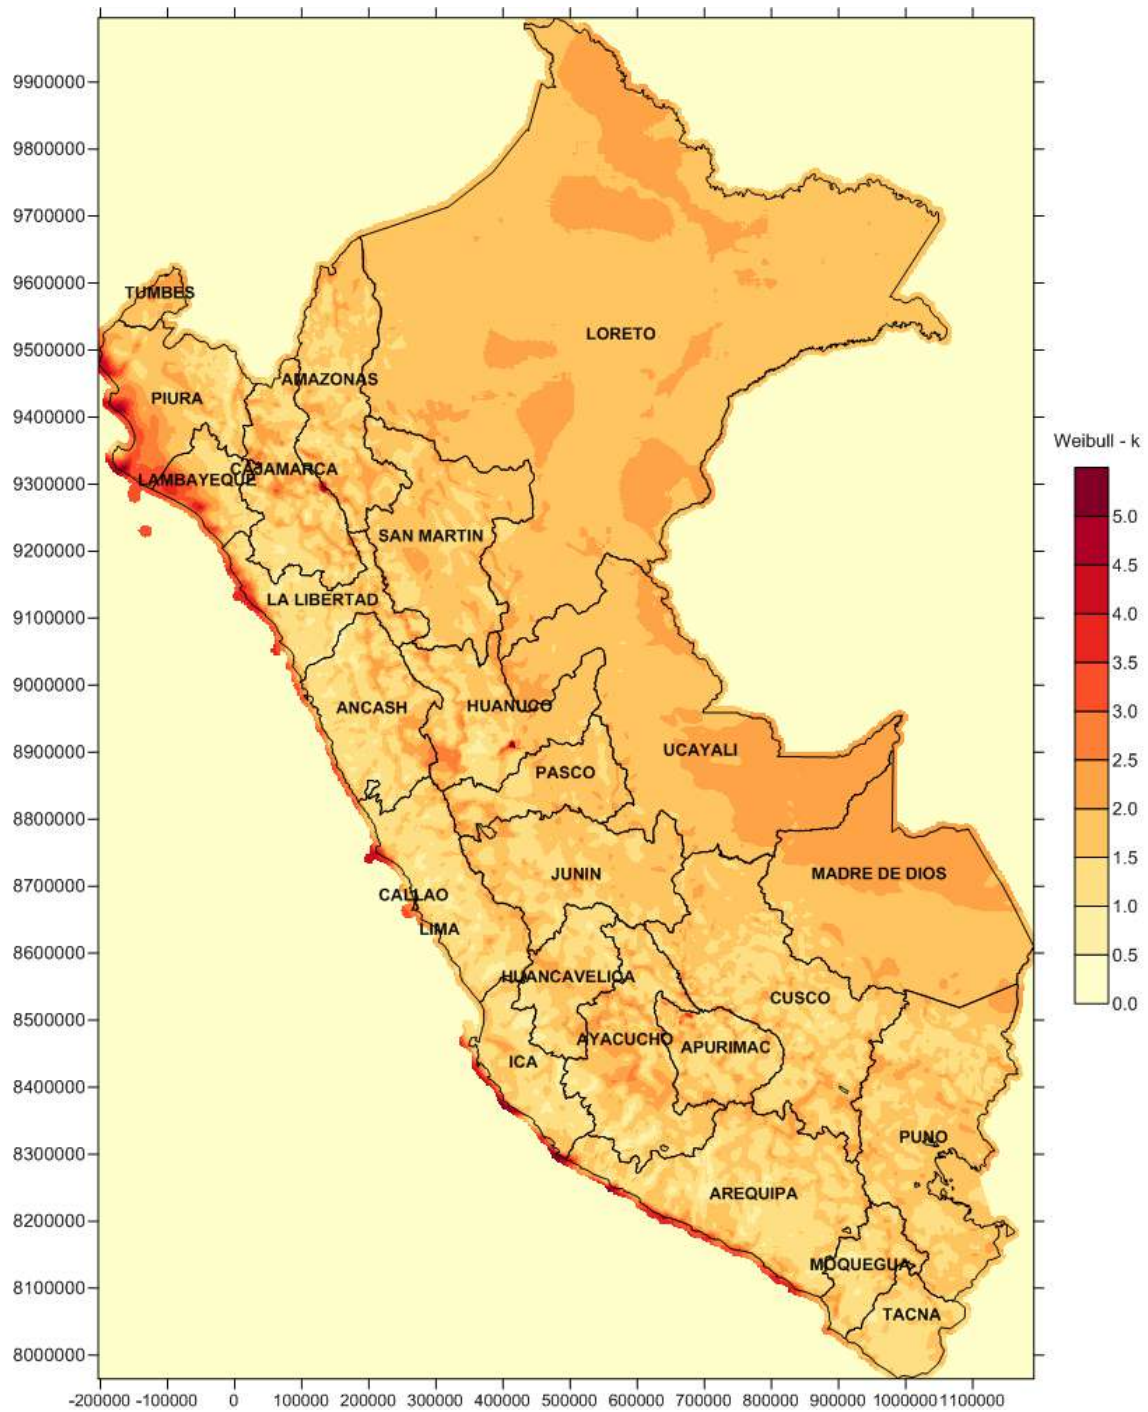 9900000
9800000
9700000
9600000
9500000
9400000
9300000
9200000
9100000
9000000
8900000
8800000
8700000
8600000
8500000
8400000
8300000
8200000
8100000
8000000
TUMBES
LORETO
AMAZONAS
PIURA
CAJAMARCA
LAMBAYEQUE
SAN MARTIN
LA LIBERTAD
ANCASH
HUANUCO
UCAYALI
PASCO
JUNIN
MADRE DE DIOS
CALLAO
LIMA
HUANCAVELICA
CUSCO
AYACUCHO
APURIMAC
ICA
PUNO
AREQUIPA
MOQUEGUA
TACNA
Weibull - k
5.0
4.5
4.0
3.5
3.0
2.5
2.0
1.5
1.0
0.5
0.0
-200000 -100000 0 100000 200000 300000 400000 500000 600000 700000 800000 900000 1000000 1100000